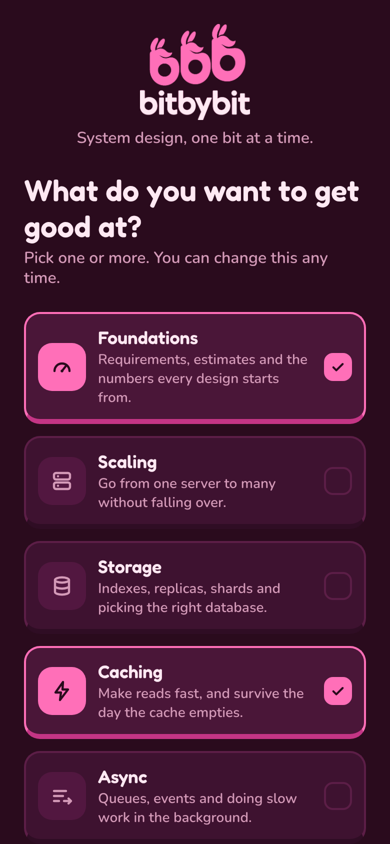 bitbybit
System design, one bit at a time.
What do you want to get
good at?
Pick one or more. You can change this any
time.
Foundations
Requirements, estimates and the
numbers every design starts
from.
Scaling
Go from one server to many
without falling over.
Storage
Indexes, replicas, shards and
picking the right database.
Caching
Make reads fast, and survive the
day the cache empties.
Async
Queues, events and doing slow
work in the background.